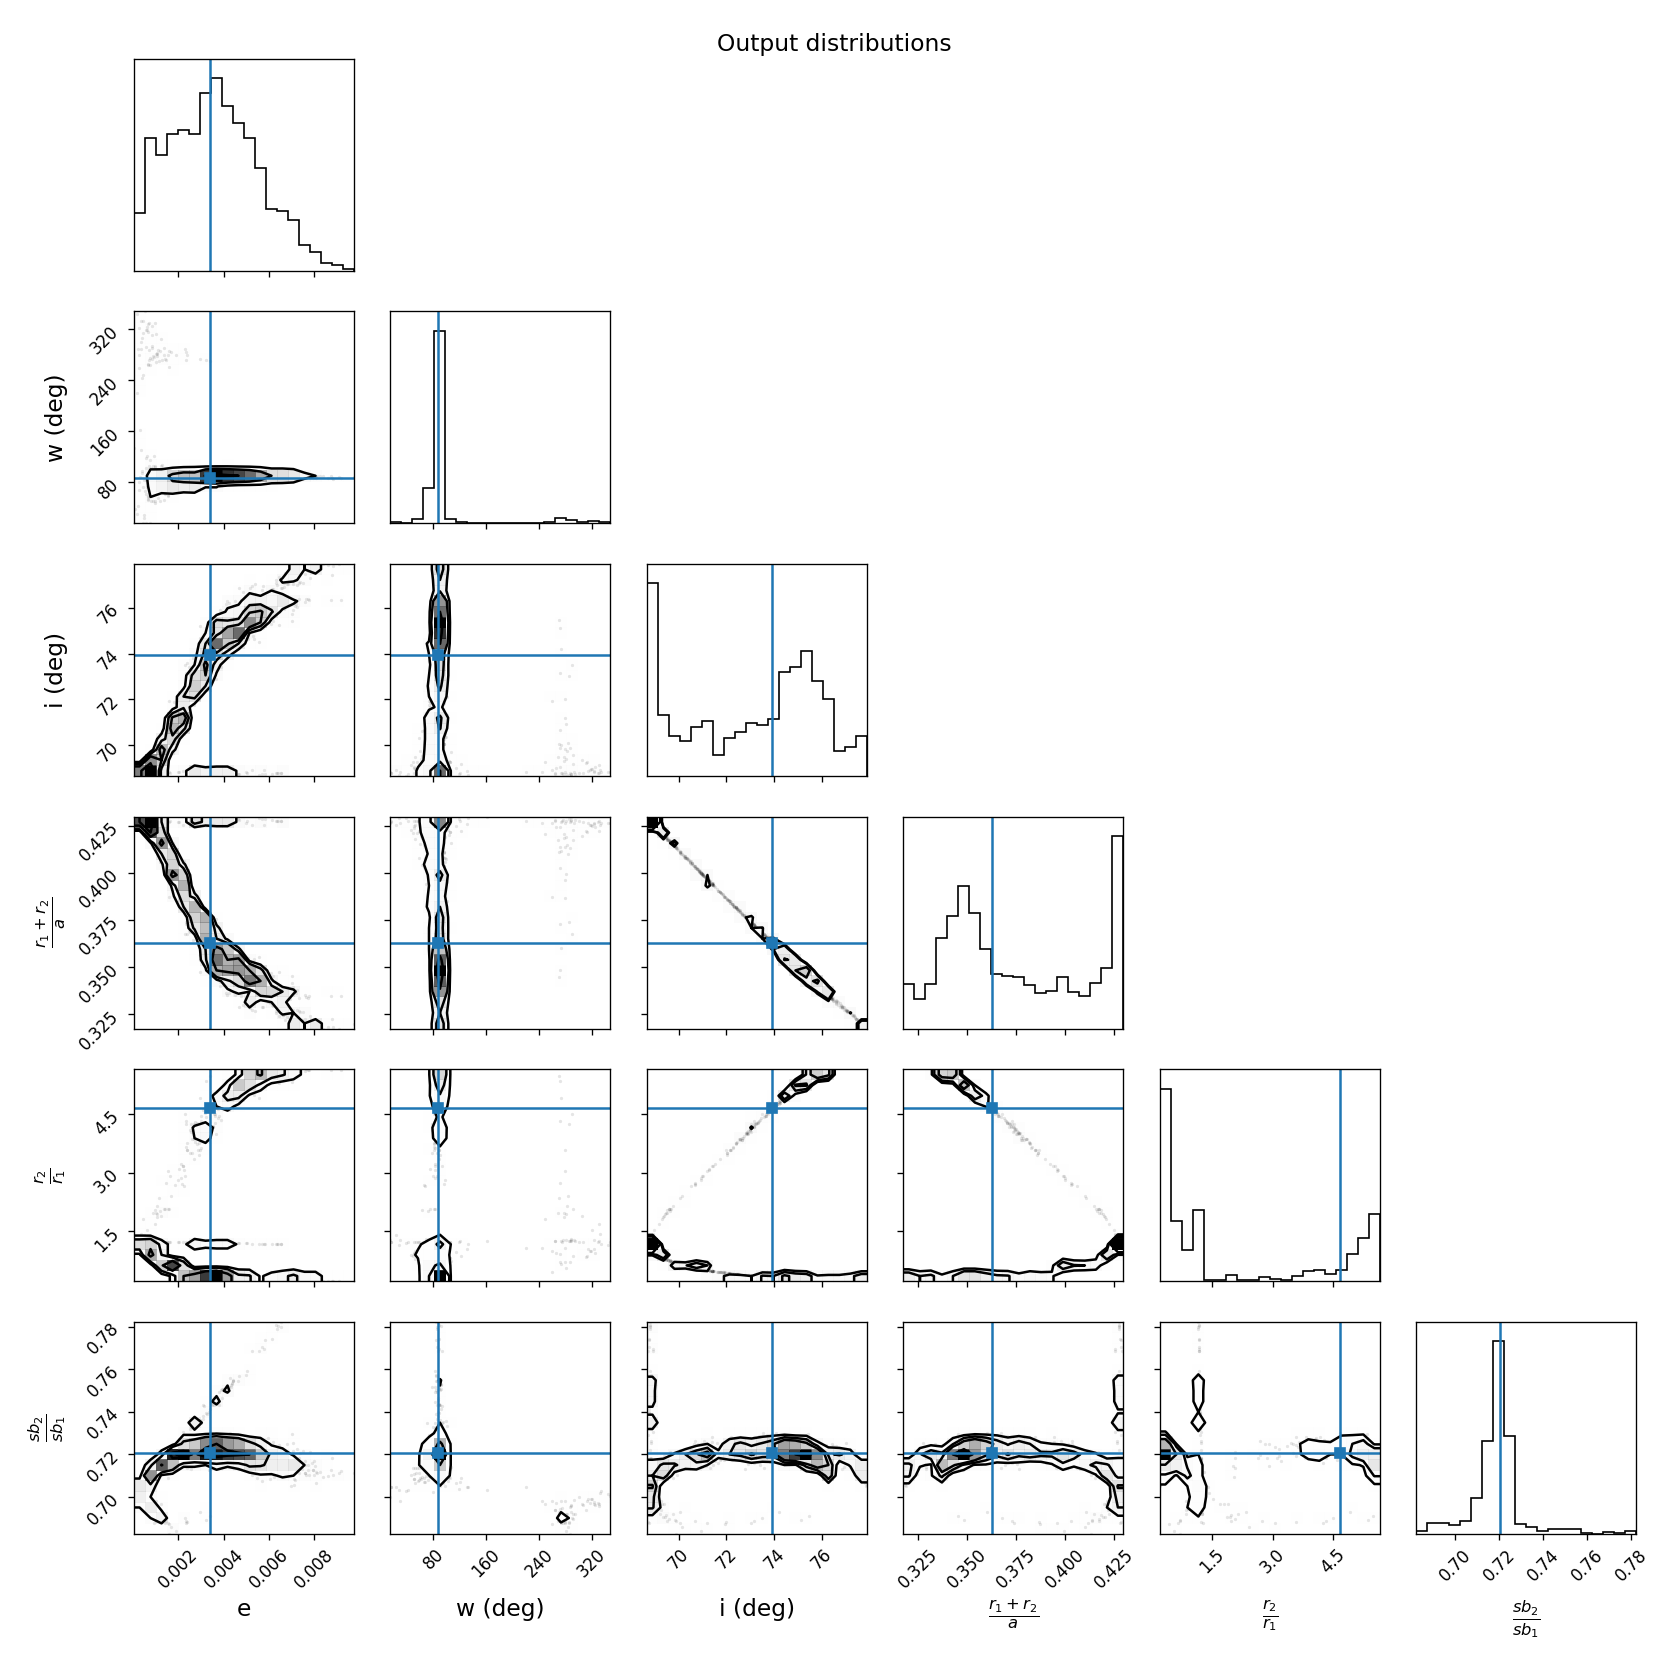 Output distributions
320
240
160
80
w (deg)
76
74
72
70
i (deg)
0.425
0.400
0.375
0.350
0.325
r₁ + r₂
a
4.5
3.0
1.5
r₂
r₁
0.78
0.76
0.74
0.72
0.70
sb₂
sb₁
0.002 0.004 0.006 0.008 80 160 240 320 70 72 74 76 0.325 0.350 0.375 0.400 0.425 1.5 3.0 4.5 0.70 0.72 0.74 0.76 0.78
e w (deg) i (deg)
r₁ + r₂
a
r₂
r₁
sb₂
sb₁